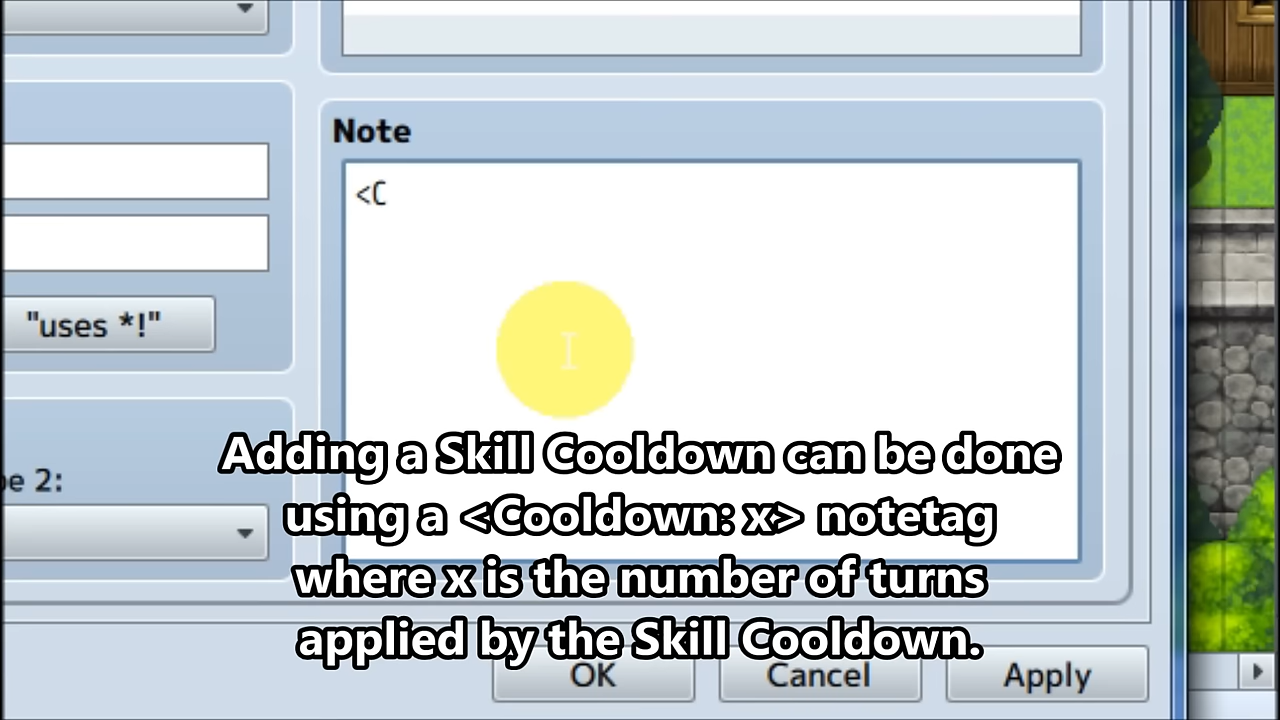 Note
<C
"uses *!"
pe 2:
Adding a Skill Cooldown can be done
using a <Cooldown: x> notetag
where x is the number of turns
applied by the Skill Cooldown.
OK
Cancel
Apply